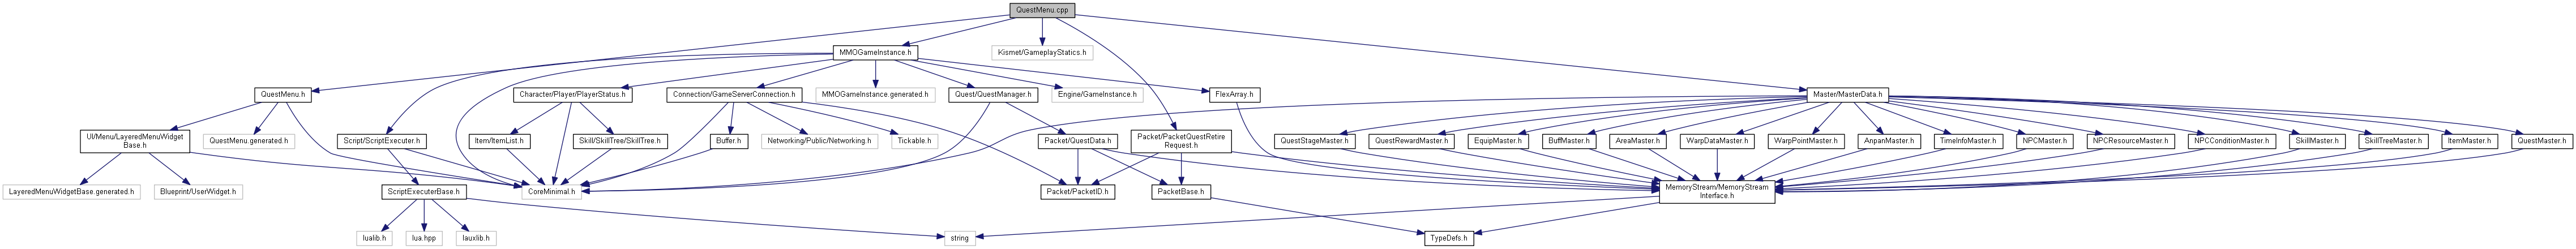 QuestMenu.cpp
MMOGameInstance.h
Kismet/GameplayStatics.h
QuestMenu.h
Character/Player/PlayerStatus.h
Connection/GameServerConnection.h
MMOGameInstance.generated.h
Quest/QuestManager.h
Engine/GameInstance.h
FlexArray.h
Master/MasterData.h
UI/Menu/LayeredMenuWidget
Base.h
QuestMenu.generated.h
Script/ScriptExecuter.h
Item/ItemList.h
Skill/SkillTree/SkillTree.h
Buffer.h
Networking/Public/Networking.h
Tickable.h
Packet/QuestData.h
Packet/PacketQuestRetire
Request.h
QuestStageMaster.h
QuestRewardMaster.h
EquipMaster.h
BuffMaster.h
AreaMaster.h
WarpDataMaster.h
WarpPointMaster.h
AnpanMaster.h
TimeInfoMaster.h
NPCMaster.h
NPCResourceMaster.h
NPCConditionMaster.h
SkillMaster.h
SkillTreeMaster.h
ItemMaster.h
QuestMaster.h
LayeredMenuWidgetBase.generated.h
Blueprint/UserWidget.h
ScriptExecuterBase.h
CoreMinimal.h
Packet/PacketID.h
PacketBase.h
MemoryStream/MemoryStream
Interface.h
lualib.h
lua.hpp
lauxlib.h
string
TypeDefs.h